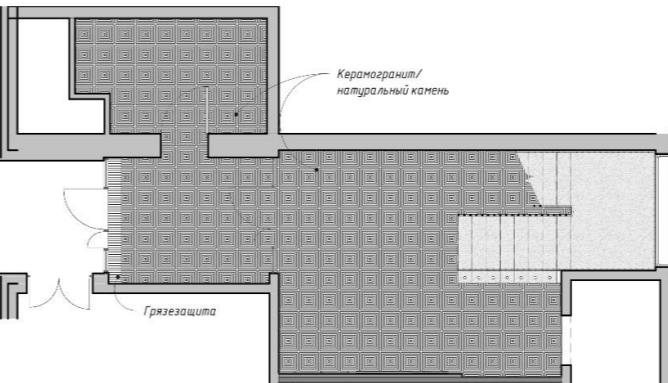 Керамогранит/
натуральный камень
Грязезащита